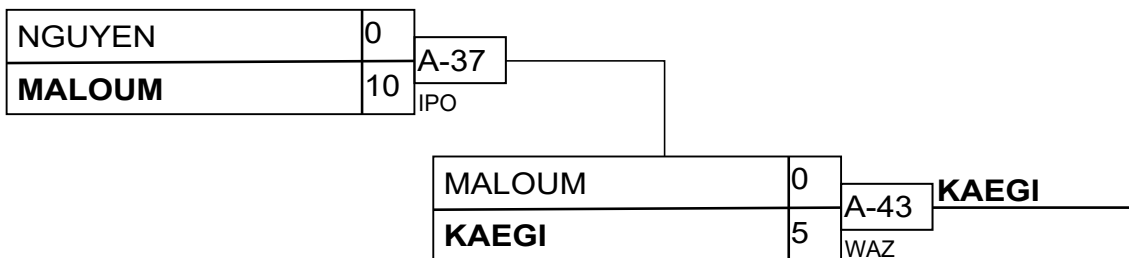 NGUYEN 0
A-37
MALOUM 10
IPO
MALOUM 0
KAEGI
A-43
KAEGI 5
WAZ